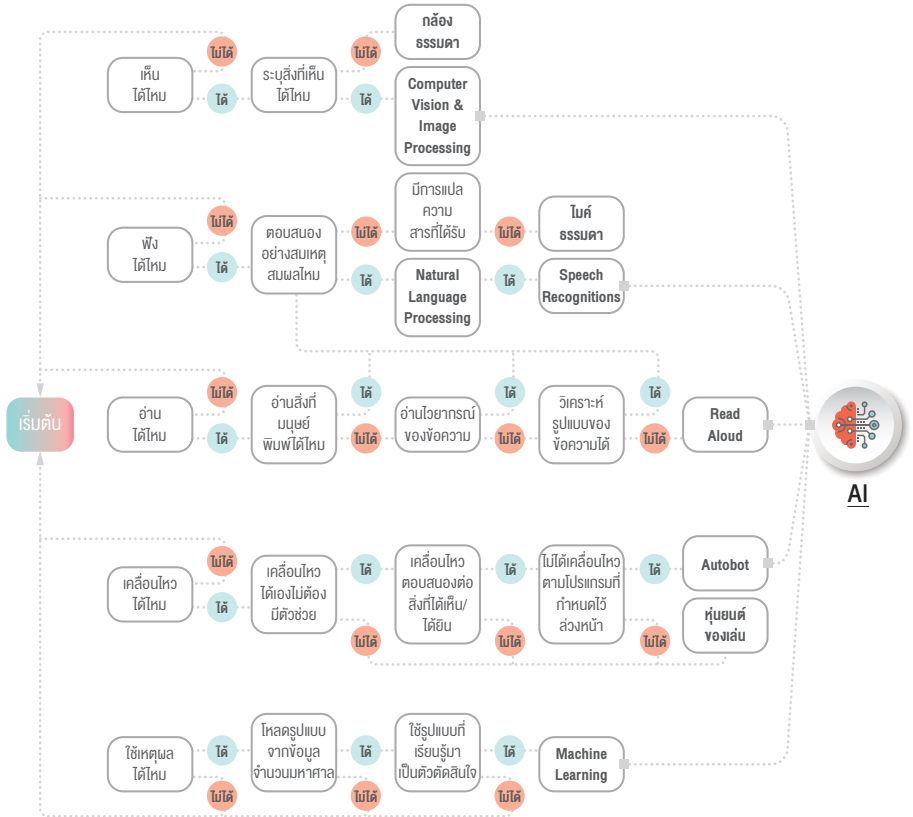 กล้อง
ธรรมดา
ไม่ได้
ไม่ได้
เห็น
ได้ไหม
ระบุสิ่งที่เห็น
ได้ไหม
ได้
ได้
Computer
Vision &
Image
Processing
มีการแปล
ความ
สารที่ได้รับ
ไมค์
ธรรมดา
ไม่ได้
ไม่ได้
ไม่ได้
ฟัง
ได้ไหม
ตอบสนอง
อย่างสมเหตุ
สมผลไหม
ได้
ได้
ได้
Natural
Language
Processing
Speech
Recognitions
ไม่ได้
ได้
ได้
ได้
เริ่มต้น
อ่าน
ได้ไหม
อ่านสิ่งที่
มนุษย์
พิมพ์ได้ไหม
อ่านไวยากรณ์
ของข้อความ
วิเคราะห์
รูปแบบของ
ข้อความได้
Read
Aloud
ได้
ไม่ได้
ไม่ได้
ไม่ได้
AI
ไม่ได้
ได้
ได้
ได้
เคลื่อนไหว
ได้ไหม
เคลื่อนไหว
ได้เองไม่ต้อง
มีตัวช่วย
เคลื่อนไหว
ตอบสนองต่อ
สิ่งที่ได้เห็น/
ได้ยิน
ไม่ได้เคลื่อนไหว
ตามโปรแกรมที่
กำหนดไว้
ล่วงหน้า
Autobot
หุ่นยนต์
ของเล่น
ได้
ไม่ได้
ไม่ได้
ไม่ได้
ใช้เหตุผล
ได้ไหม
โหลดรูปแบบ
จากข้อมูล
จำนวนมหาศาล
ใช้รูปแบบที่
เรียนรู้มา
เป็นตัวตัดสินใจ
Machine
Learning
ได้
ได้
ได้
ไม่ได้
ไม่ได้
ไม่ได้